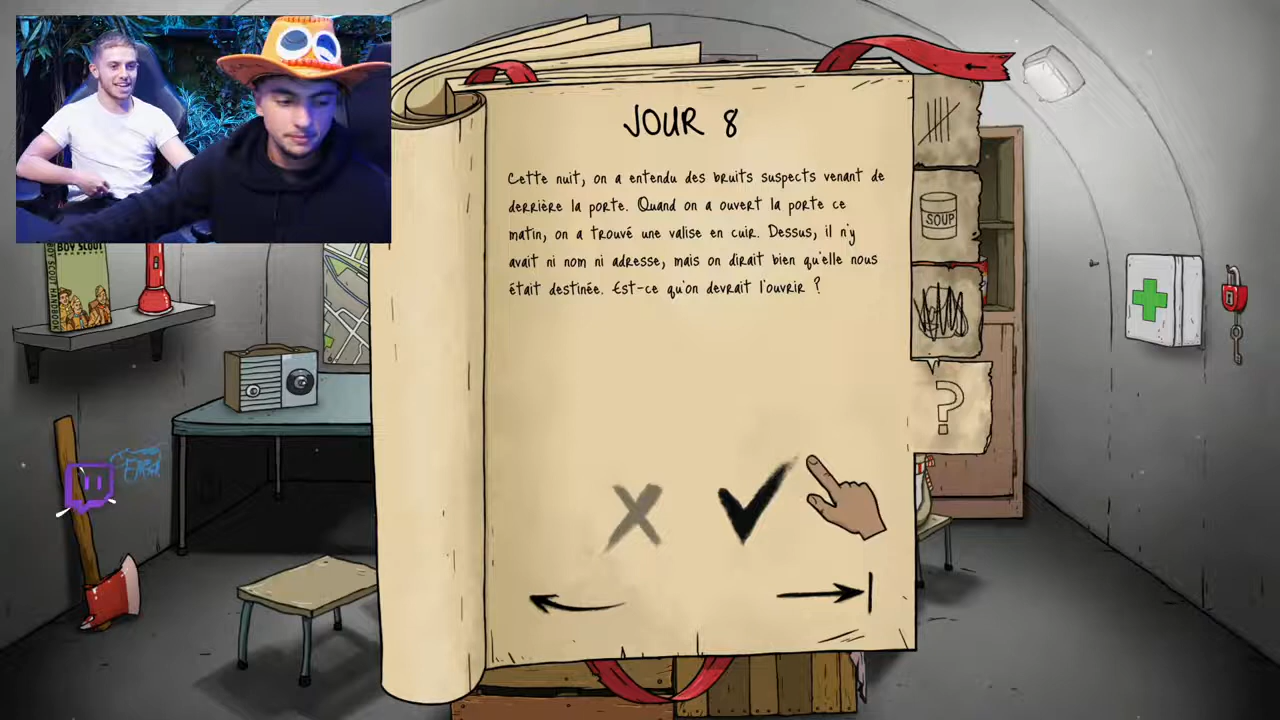 JOUR 8
Cette nuit, on a entendu des bruits suspects venant de
derrière la porte. Quand on a ouvert la porte ce
matin, on a trouvé une valise en cuir. Dessus, il n'y
avait ni nom ni adresse, mais on dirait bien qu'elle nous
était destinée. Est-ce qu'on devrait l'ouvrir ?
SOUP
BOY SCOUT